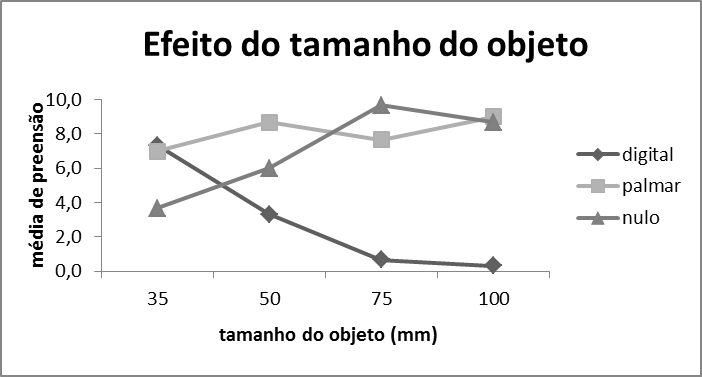 Efeito do tamanho do objeto
média de preensão
10,0
8,0
6,0
4,0
2,0
0,0
35 50 75 100
tamanho do objeto (mm)
digital
palmar
nulo